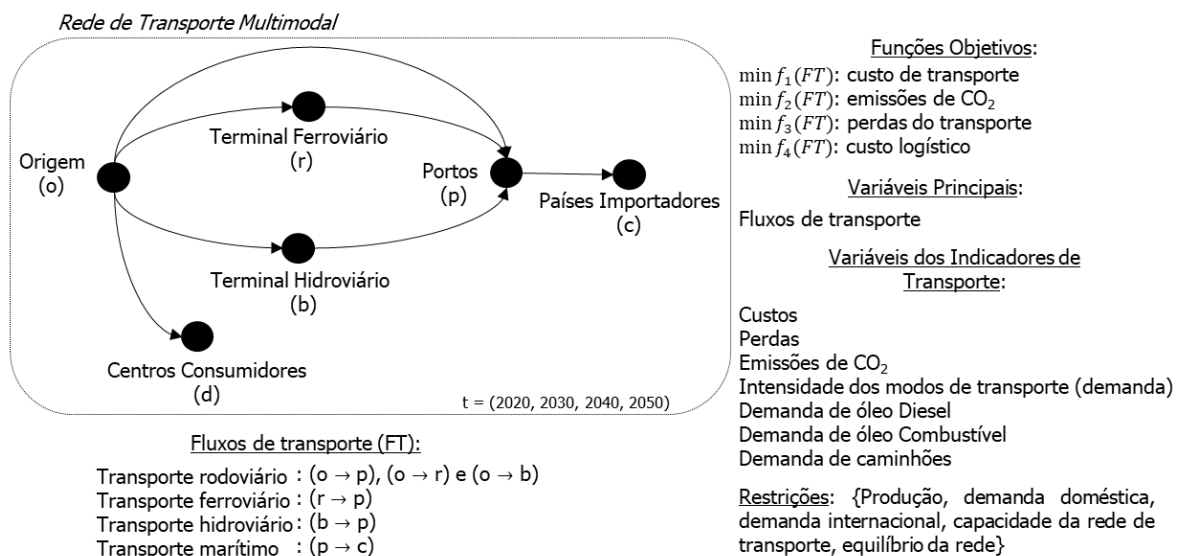 Rede de Transporte Multimodal
Origem
(o)
Terminal Ferroviário
(r)
Portos
(p)
Países Importadores
(c)
Terminal Hidroviário
(b)
Centros Consumidores
(d)
t = (2020, 2030, 2040, 2050)
Fluxos de transporte (FT):
Transporte rodoviário : (o → p), (o → r) e (o → b)
Transporte ferroviário : (r → p)
Transporte hidroviário : (b → p)
Transporte marítimo : (p → c)
Funções Objetivos:
min f₁(FT): custo de transporte
min f₂(FT): emissões de CO₂
min f₃(FT): perdas do transporte
min f₄(FT): custo logístico
Variáveis Principais:
Fluxos de transporte
Variáveis dos Indicadores de
Transporte:
Custos
Perdas
Emissões de CO₂
Intensidade dos modos de transporte (demanda)
Demanda de óleo Diesel
Demanda de óleo Combustível
Demanda de caminhões
Restrições: {Produção, demanda doméstica,
demanda internacional, capacidade da rede de
transporte, equilíbrio da rede}